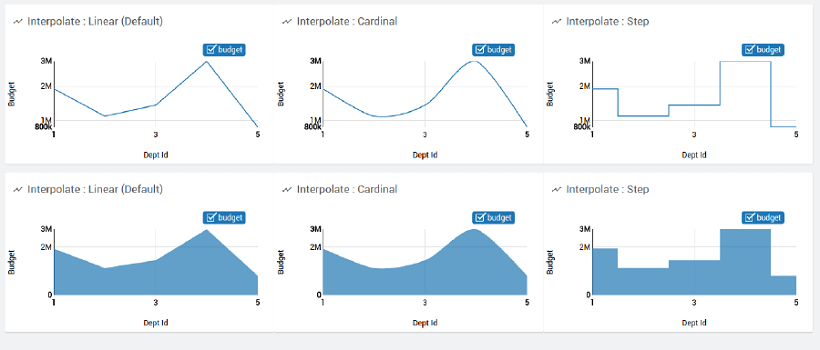 Interpolate : Linear (Default)
budget
3M
2M
1M
800k
Budget
1
3
5
Dept Id
Interpolate : Cardinal
budget
3M
2M
1M
800k
Budget
1
3
5
Dept Id
Interpolate : Step
budget
3M
2M
1M
800k
Budget
1
3
5
Dept Id
Interpolate : Linear (Default)
budget
3M
2M
0
Budget
1
3
5
Dept Id
Interpolate : Cardinal
budget
3M
2M
0
Budget
1
3
5
Dept Id
Interpolate : Step
budget
3M
2M
0
Budget
1
3
5
Dept Id